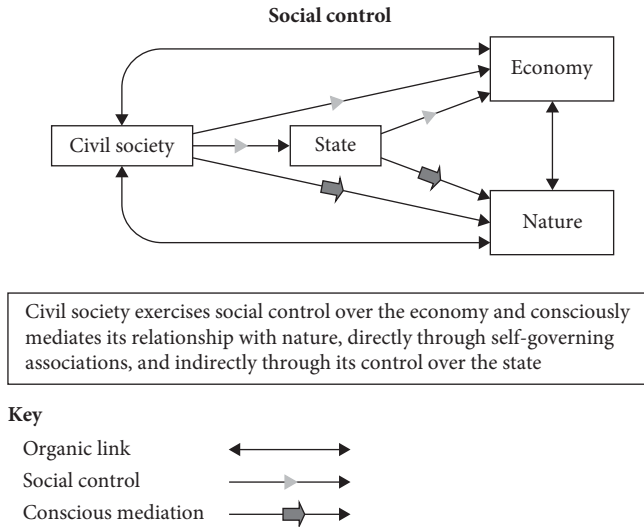 Social control
Economy
Civil society
State
Nature
Civil society exercises social control over the economy and consciously
mediates its relationship with nature, directly through self-governing
associations, and indirectly through its control over the state
Key
Organic link
Social control
Conscious mediation